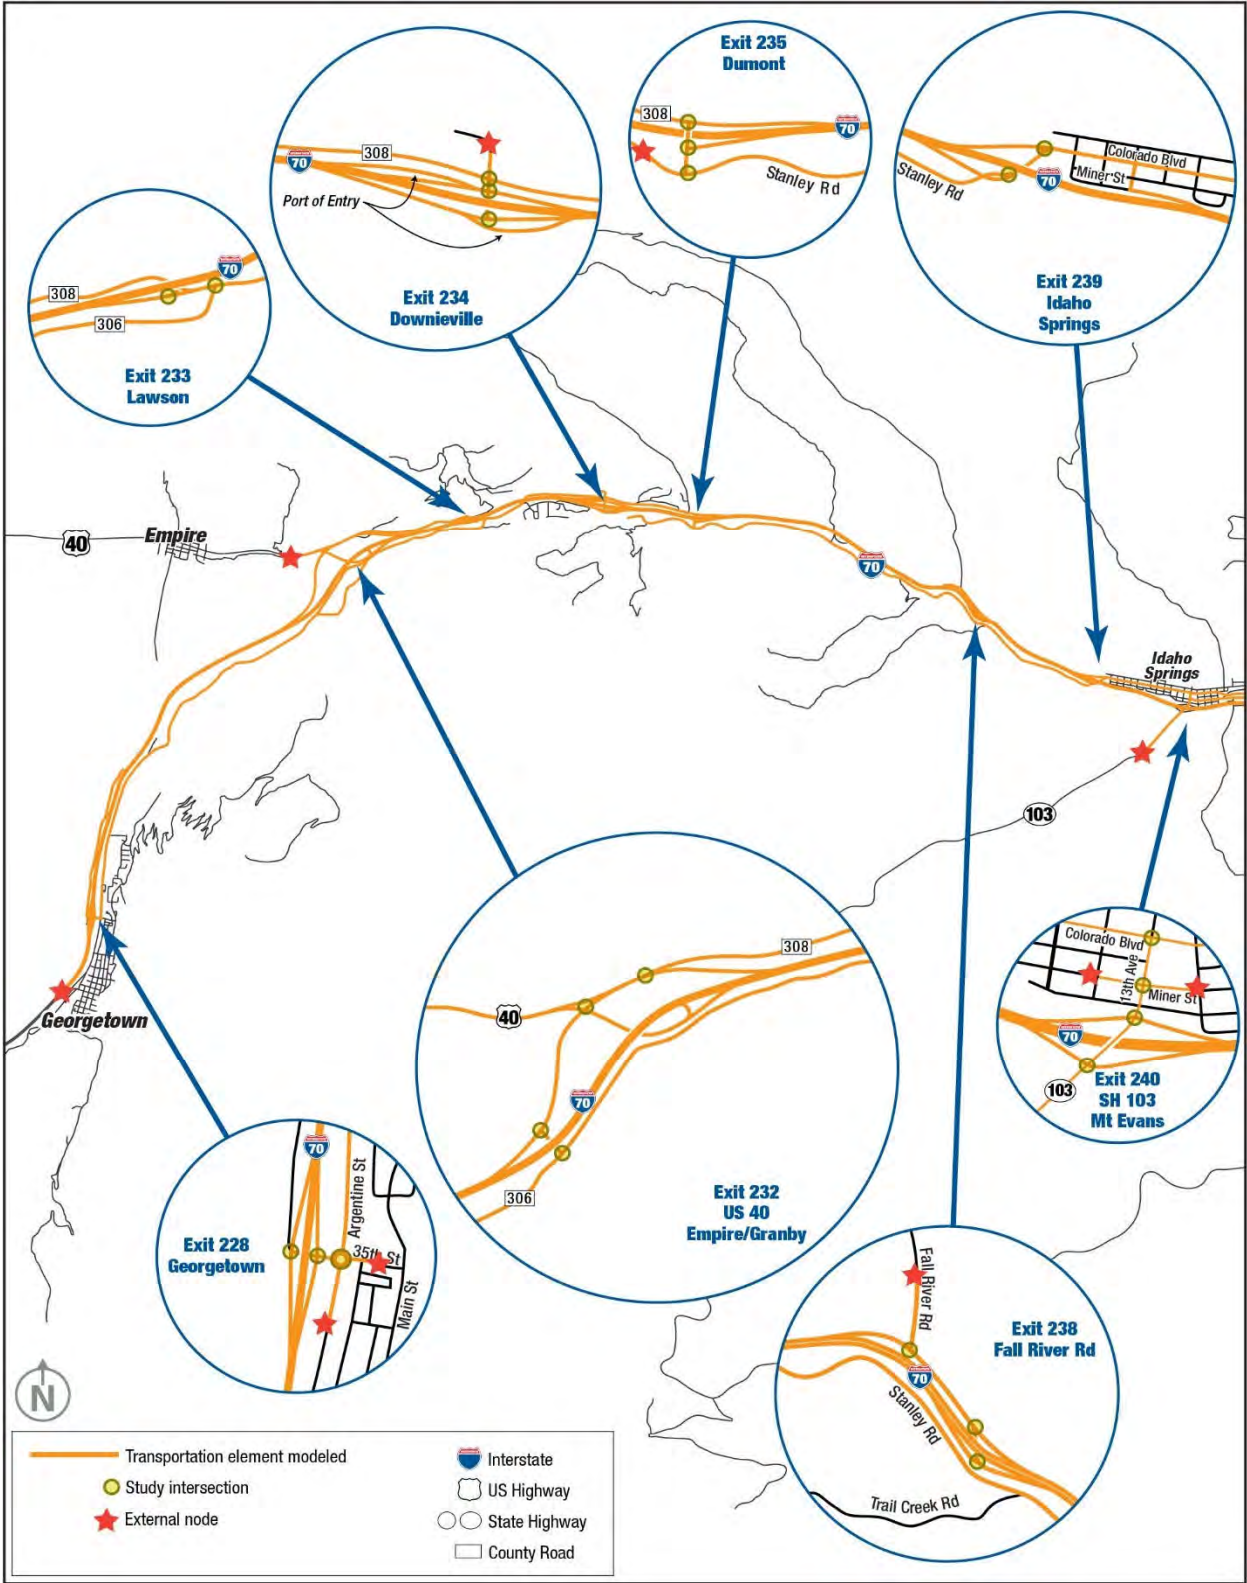 Exit 235
Dumont
308
70
Stanley Rd
308
70
Port of Entry
Exit 234
Downieville
Colorado Blvd
Miner St
70
Stanley Rd
Exit 239
Idaho
Springs
70
308
306
Exit 233
Lawson
40
Empire
70
Idaho
Springs
103
Georgetown
308
40
70
306
Exit 232
US 40
Empire/Granby
Colorado Blvd
13th Ave
Miner St
70
103
Exit 240
SH 103
Mt Evans
70
Argentine St
35th St
Main St
Exit 228
Georgetown
Fall River Rd
Exit 238
Fall River Rd
70
Stanley Rd
Trail Creek Rd
N
Transportation element modeled
Study intersection
External node
Interstate
US Highway
State Highway
County Road